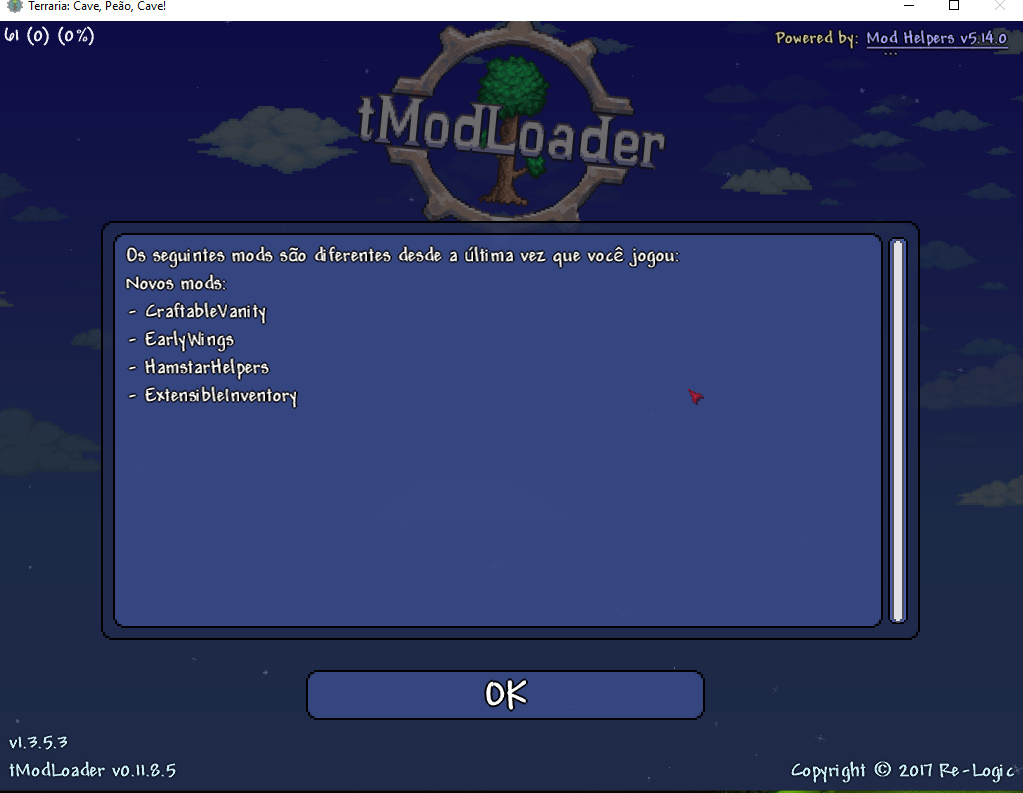 Terraria: Cave, Peão, Cave!
61 (0) (0%)
Powered by: Mod Helpers v5.14.0
...
tModLoader
Os seguintes mods são diferentes desde a última vez que você jogou:
Novos mods:
- CraftableVanity
- EarlyWings
- HamstarHelpers
- ExtensibleInventory
OK
v1.3.5.3
tModLoader v0.11.8.5
Copyright © 2017 Re-Logic